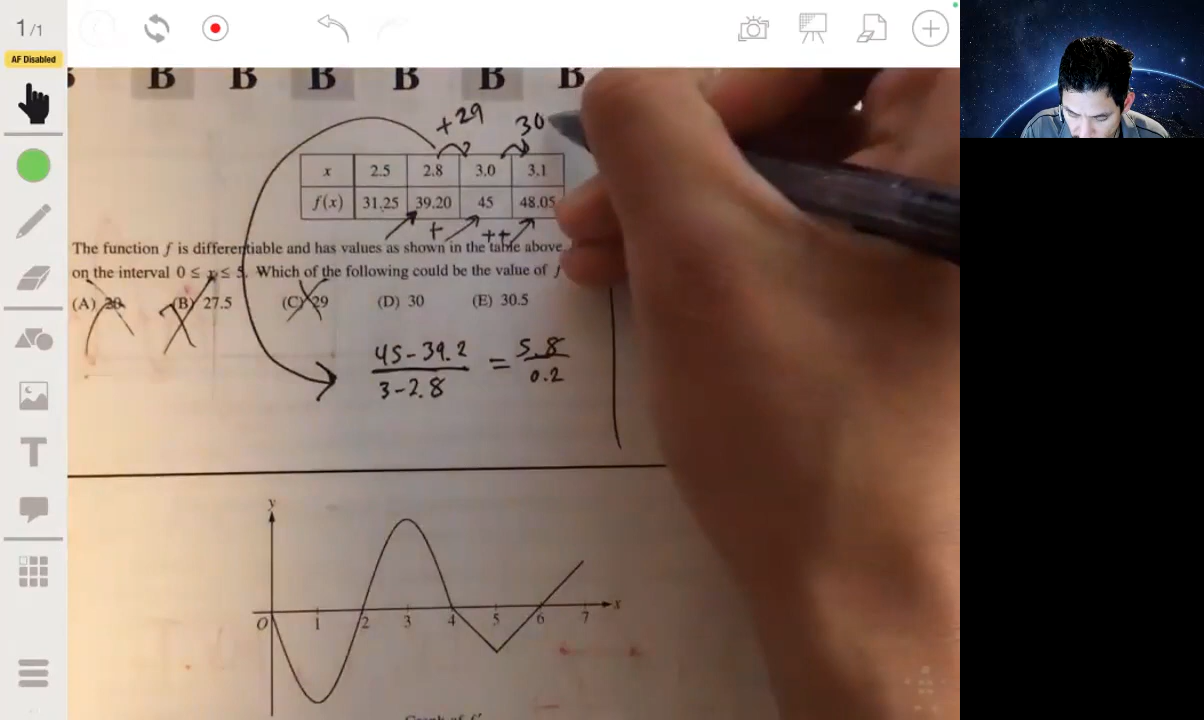 1/1
AF Disabled
B B B B B B
+29
30
x 2.5 2.8 3.0 3.1
f(x) 31.25 39.20 45 48.05
+ ++
The function f is differentiable and has values as shown in the table above.
on the interval 0 ≤ x ≤ 5. Which of the following could be the value of f
(A) 20 (B) 27.5 (C) 29 (D) 30 (E) 30.5
45-39.2 = 5.8
3-2.8 0.2
T
y
O 1 2 3 4 5 6 7 x